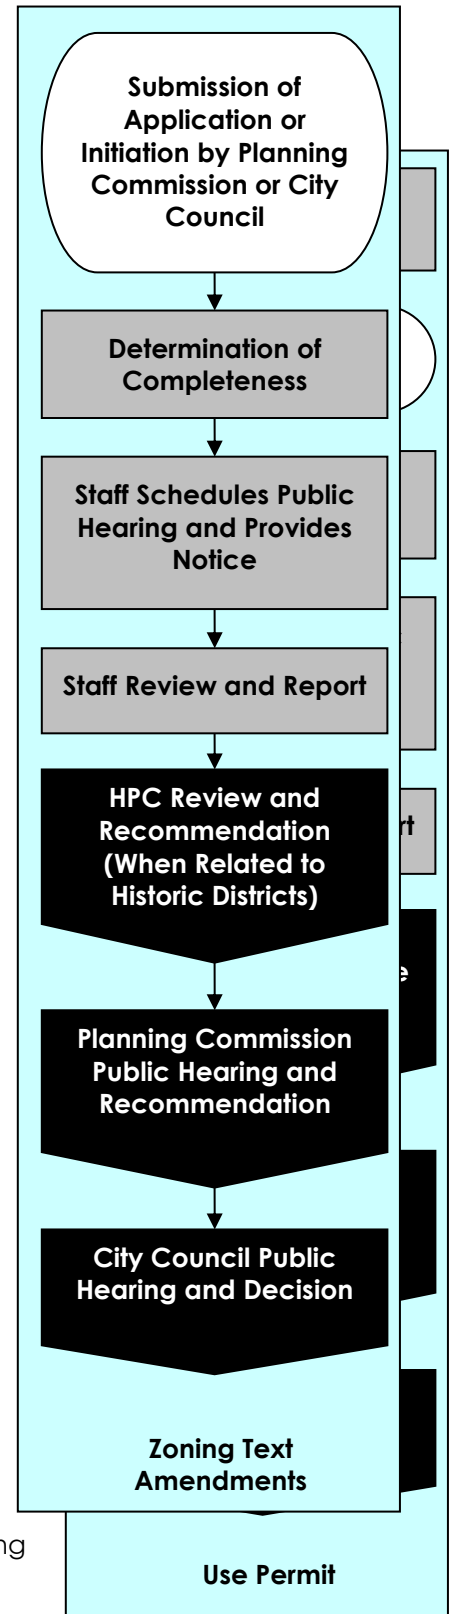 Submission of
Application or
Initiation by Planning
Commission or City
Council
Determination of
Completeness
Staff Schedules Public
Hearing and Provides
Notice
Staff Review and Report
HPC Review and
Recommendation
(When Related to
Historic Districts)
Planning Commission
Public Hearing and
Recommendation
City Council Public
Hearing and Decision
Zoning Text
Amendments
Use Permit